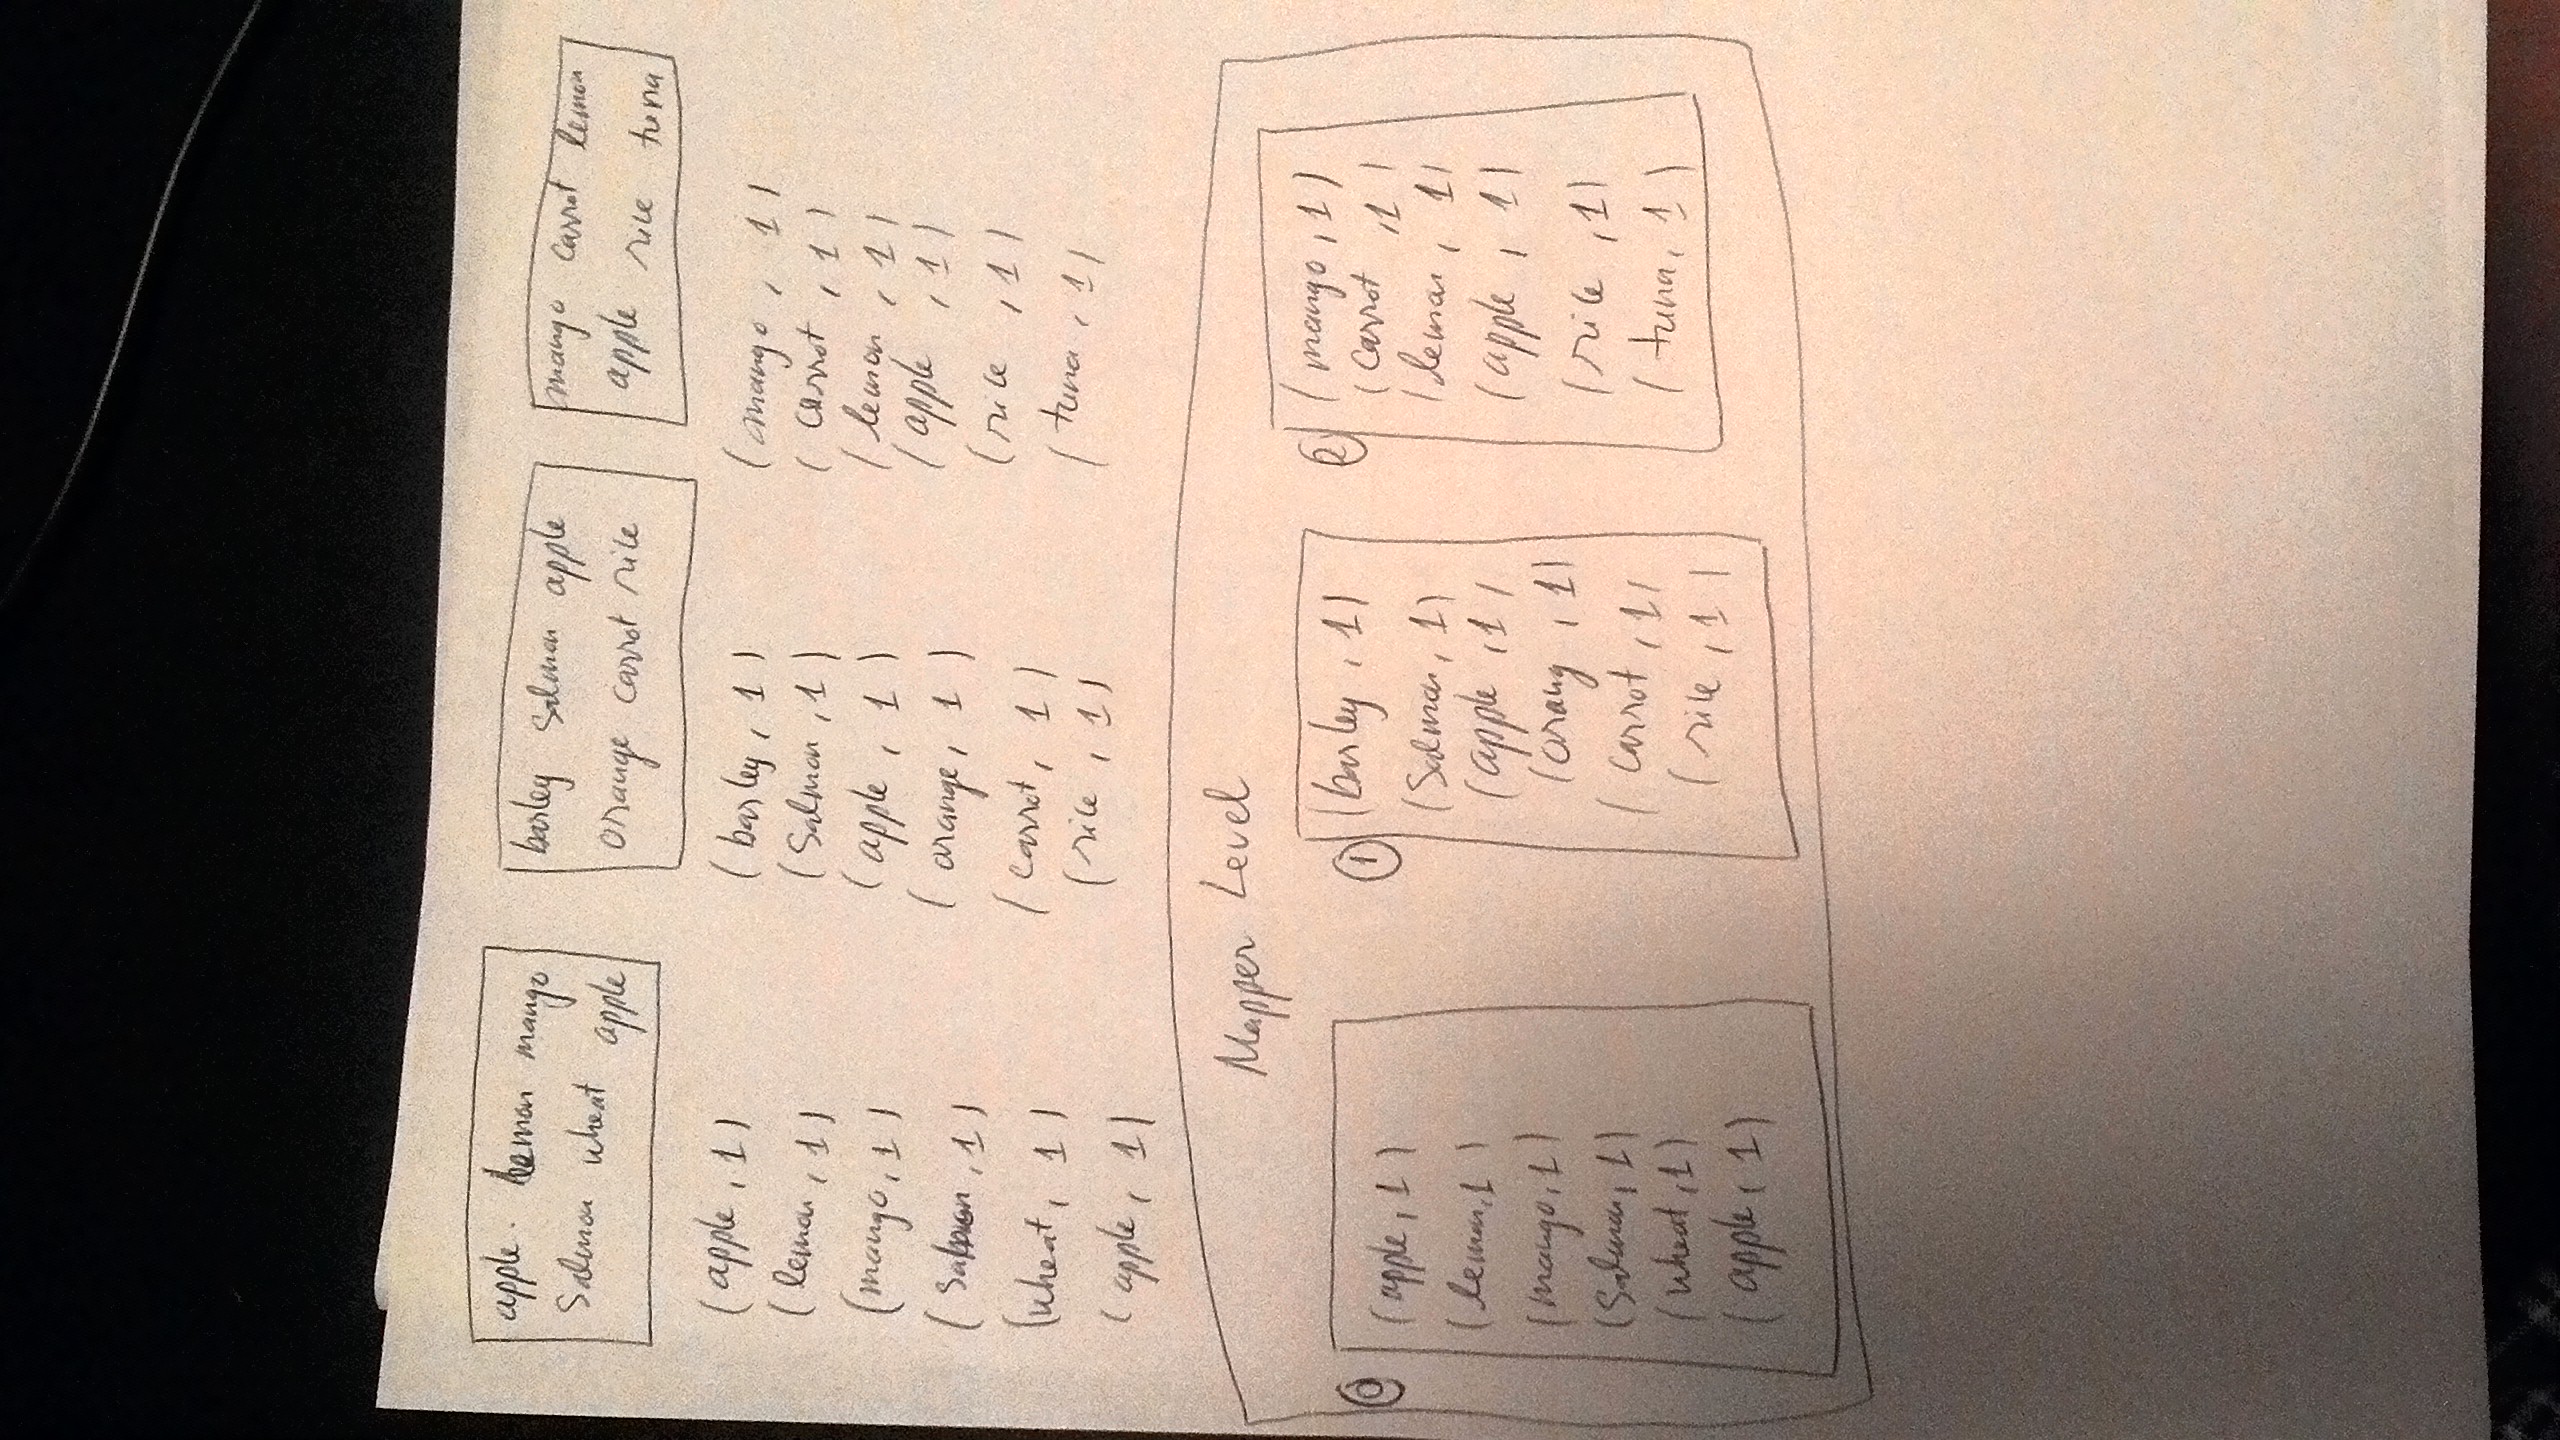 apple. lemon mango
Salmon wheat apple
barley Salmon apple
orange carrot rice
mango carrot lemon
apple rice tuna
(apple, 1)
(lemon, 1)
(mango, 1)
(Salmon, 1)
(wheat, 1)
(apple, 1)
(barley, 1)
(Salmon, 1)
(apple, 1)
(orange, 1)
(carrot, 1)
(rice, 1)
(mango, 1)
(carrot, 1)
(lemon, 1)
(apple, 1)
(rice, 1)
(tuna, 1)
Mapper Level
0
(apple, 1)
(lemon, 1)
(mango, 1)
(Salmon, 1)
(wheat, 1)
(apple, 1)
1
(barley, 1)
(Salmon, 1)
(apple, 1)
(orang, 1)
(carrot, 1)
(rice, 1)
2
(mango, 1)
(carrot, 1)
(lemon, 1)
(apple, 1)
(rice, 1)
(tuna, 1)